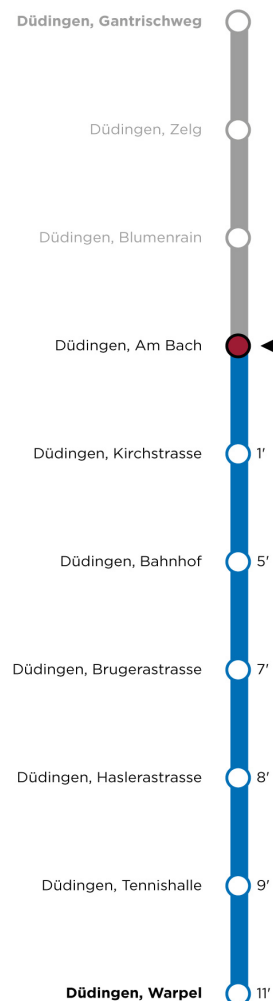 Düdingen, Gantrischweg
Düdingen, Zelg
Düdingen, Blumenrain
Düdingen, Am Bach
Düdingen, Kirchstrasse 1'
Düdingen, Bahnhof 5'
Düdingen, Brugerastrasse 7'
Düdingen, Haslerastrasse 8'
Düdingen, Tennishalle 9'
Düdingen, Warpel 11'